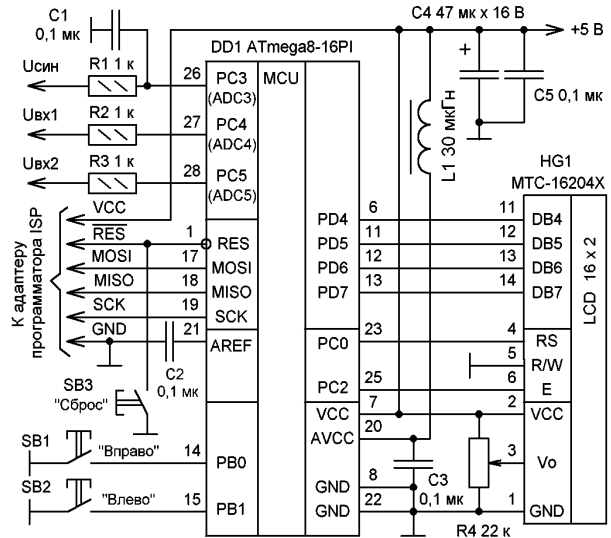 C1
0,1 мк
C4 47 мк x 16 В
+5 В
DD1 ATmega8-16PI
Uсин
R1 1 к
26
PC3
(ADC3)
MCU
+
C5 0,1 мк
Uвх1
R2 1 к
27
PC4
(ADC4)
L1 30 мкГн
Uвх2
R3 1 к
28
PC5
(ADC5)
HG1
MTC-16204X
К адаптеру
программатора ISP
VCC
RES
1
RES
MOSI
17
MOSI
MISO
18
MISO
SCK
19
SCK
GND
21
AREF
C2
0,1 мк
PD4
6
11
DB4
PD5
11
12
DB5
PD6
12
13
DB6
PD7
13
14
DB7
LCD 16 x 2
PC0
23
4
RS
5
R/W
PC2
25
6
E
SB3
"Сброс"
VCC
7
2
VCC
AVCC
20
SB1
"Вправо"
14
PB0
3
Vo
GND
8
C3
0,1 мк
SB2
"Влево"
15
PB1
GND
22
1
GND
R4 22 к